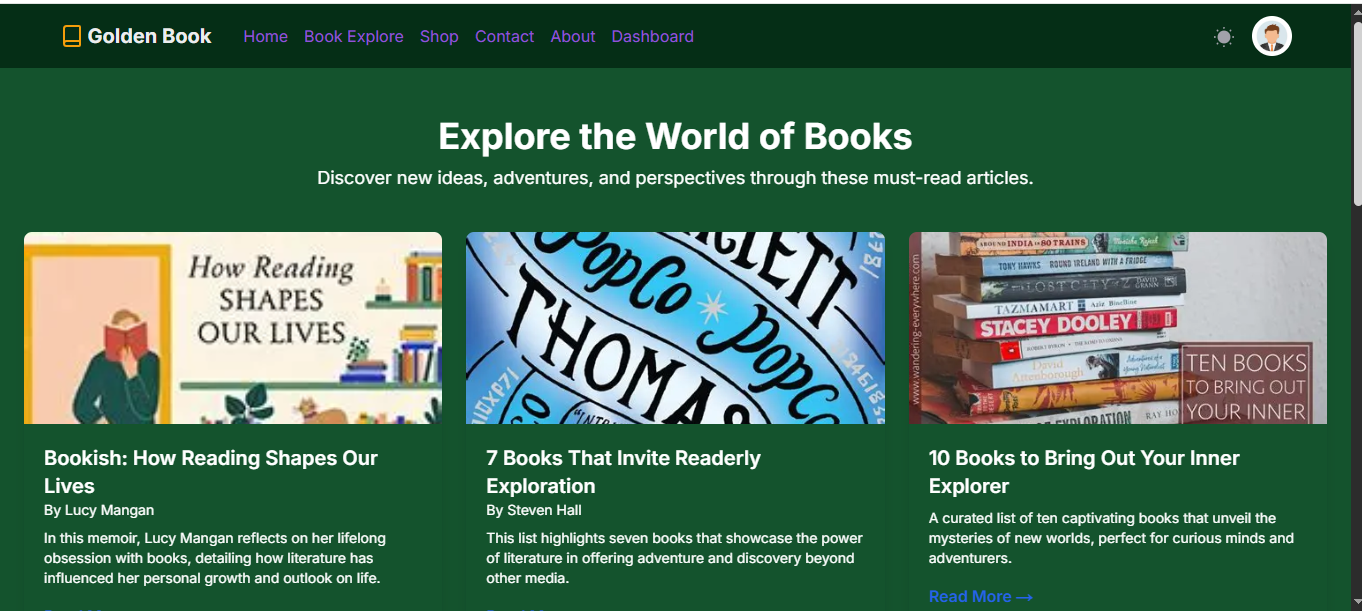 Golden Book
Home
Book Explore
Shop
Contact
About
Dashboard
Explore the World of Books
Discover new ideas, adventures, and perspectives through these must-read articles.
How Reading
SHAPES
OUR LIVES
PopCo
PopCo
THOMAS
AROUND INDIA IN 80 TRAINS Monisha Rajesh
TONY HAWKS ROUND IRELAND WITH A FRIDGE
LOST CITY OF Z DAVID GRANN
TAZMAMART Aziz BineBine
STACEY DOOLEY
David
Attenborough
EXPLORATION
www.wandering-everywhere.com
TEN BOOKS
TO BRING OUT
YOUR INNER
Bookish: How Reading Shapes Our
Lives
By Lucy Mangan
In this memoir, Lucy Mangan reflects on her lifelong
obsession with books, detailing how literature has
influenced her personal growth and outlook on life.
7 Books That Invite Readerly
Exploration
By Steven Hall
This list highlights seven books that showcase the power
of literature in offering adventure and discovery beyond
other media.
10 Books to Bring Out Your Inner
Explorer
A curated list of ten captivating books that unveil the
mysteries of new worlds, perfect for curious minds and
adventurers.
Read More →